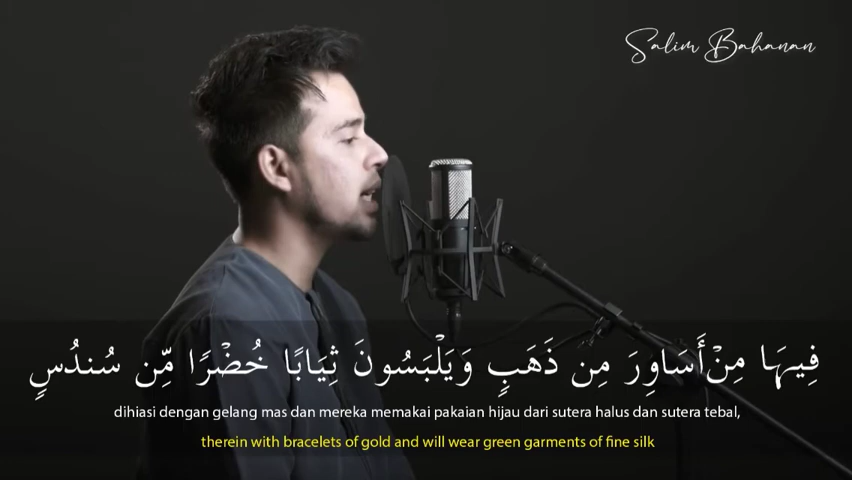 Salim Bahanan
فِيهَا مِنْ أَسَاوِرَ مِن ذَهَبٍ وَيَلْبَسُونَ ثِيَابًا خُضْرًا مِّن سُندُسٍ
dihiasi dengan gelang mas dan mereka memakai pakaian hijau dari sutera halus dan sutera tebal,
therein with bracelets of gold and will wear green garments of fine silk